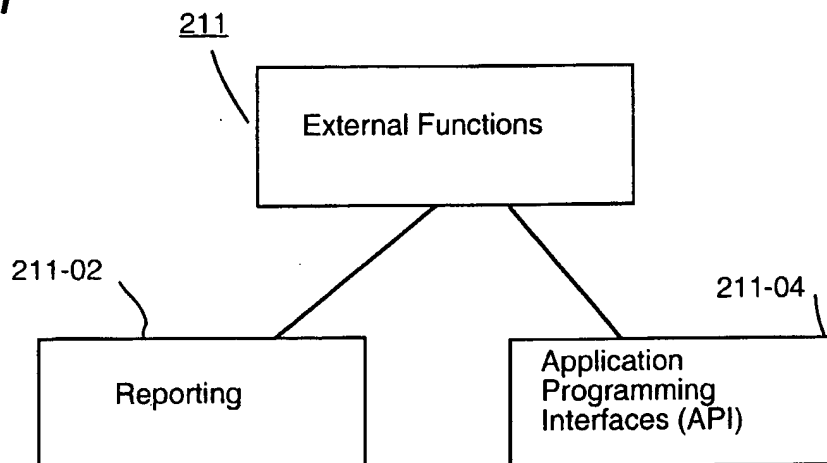 211
External Functions
211-02
211-04
Reporting
Application
Programming
Interfaces (API)